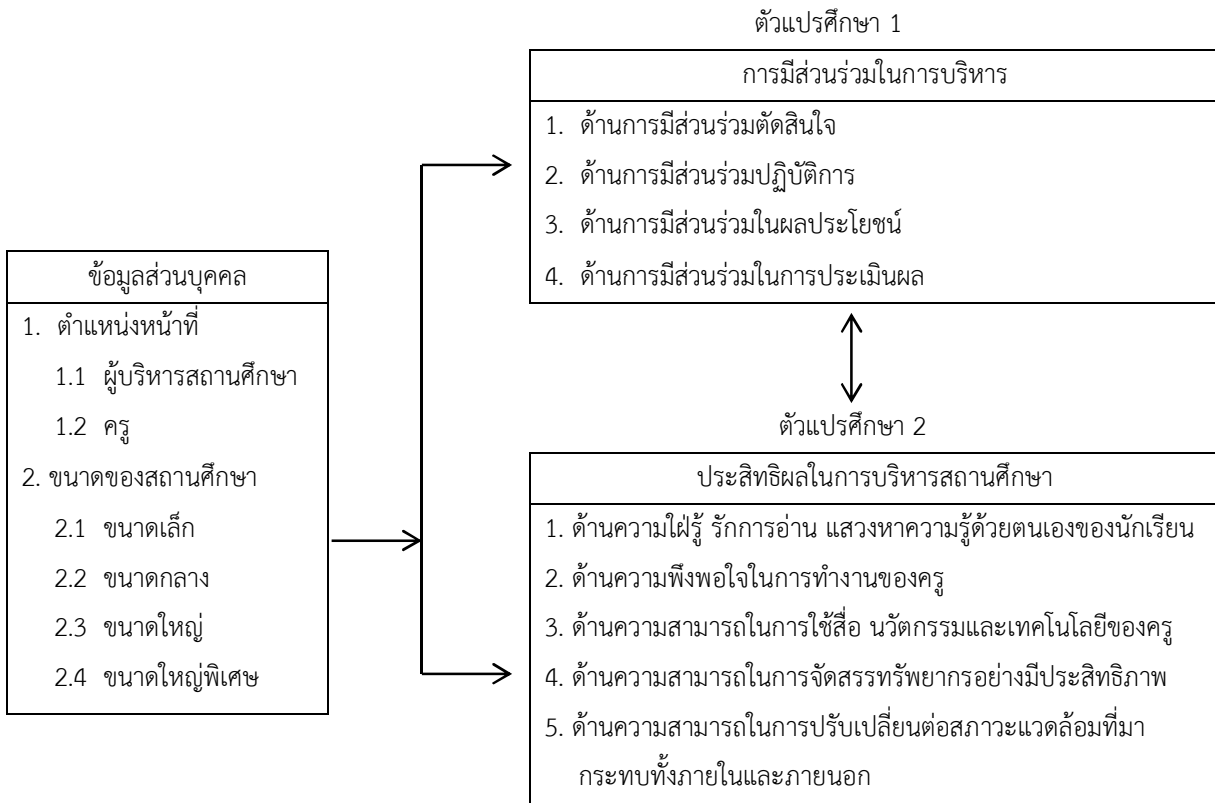 ตัวแปรศึกษา 1
การมีส่วนร่วมในการบริหาร
1. ด้านการมีส่วนร่วมตัดสินใจ
2. ด้านการมีส่วนร่วมปฏิบัติการ
3. ด้านการมีส่วนร่วมในผลประโยชน์
4. ด้านการมีส่วนร่วมในการประเมินผล
ข้อมูลส่วนบุคคล
1. ตำแหน่งหน้าที่
1.1 ผู้บริหารสถานศึกษา
1.2 ครู
2. ขนาดของสถานศึกษา
2.1 ขนาดเล็ก
2.2 ขนาดกลาง
2.3 ขนาดใหญ่
2.4 ขนาดใหญ่พิเศษ
ตัวแปรศึกษา 2
ประสิทธิผลในการบริหารสถานศึกษา
1. ด้านความใฝ่รู้ รักการอ่าน แสวงหาความรู้ด้วยตนเองของนักเรียน
2. ด้านความพึงพอใจในการทำงานของครู
3. ด้านความสามารถในการใช้สื่อ นวัตกรรมและเทคโนโลยีของครู
4. ด้านความสามารถในการจัดสรรทรัพยากรอย่างมีประสิทธิภาพ
5. ด้านความสามารถในการปรับเปลี่ยนต่อสภาวะแวดล้อมที่มา
กระทบทั้งภายในและภายนอก